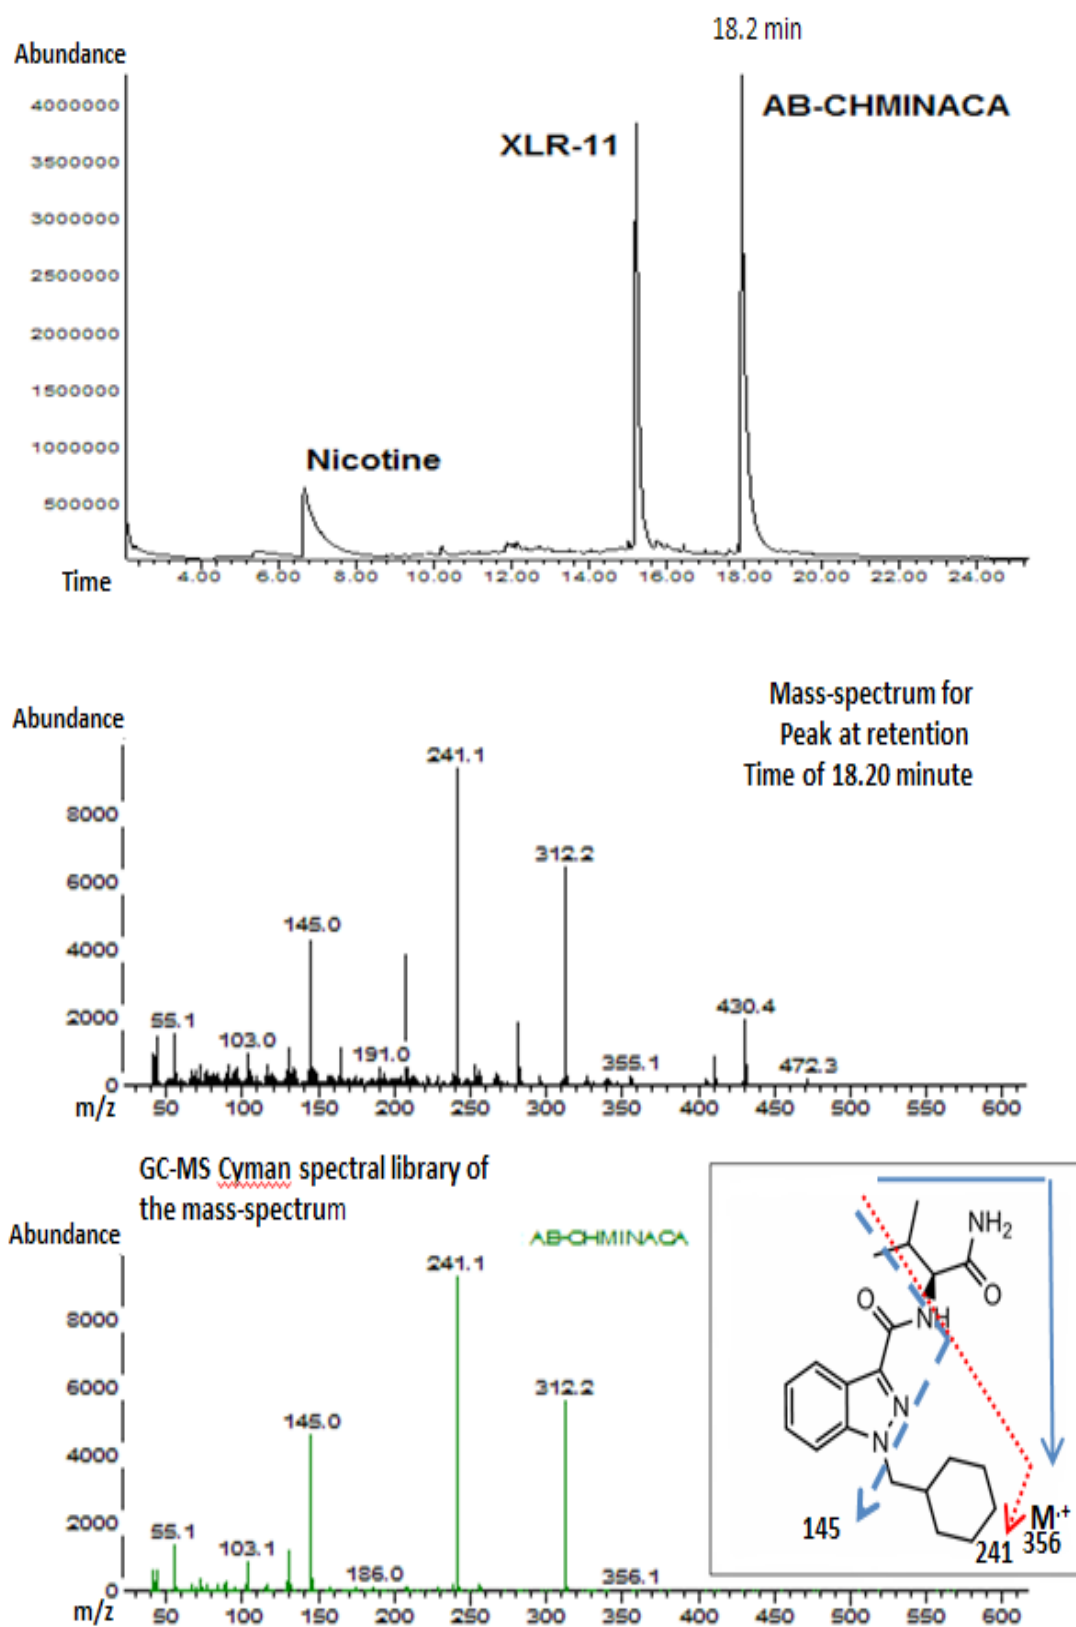 18.2 min
Abundance
4000000
AB-CHMINACA
XLR-11
3500000
3000000
2500000
2000000
1500000
1000000
Nicotine
500000
Time
4.00 6.00 8.00 10.00 12.00 14.00 16.00 18.00 20.00 22.00 24.00
Mass-spectrum for
Peak at retention
Time of 18.20 minute
Abundance
241.1
8000
312.2
6000
145.0
4000
2000
55.1
103.0
191.0
355.1
430.4
472.3
0
m/z
50 100 150 200 250 300 350 400 450 500 550 600
GC-MS Cyman spectral library of
the mass-spectrum
Abundance
AB-CHMINACA
241.1
8000
312.2
6000
145.0
4000
2000
55.1
103.1
186.0
356.1
0
m/z
50 100 150 200 250 300 350 400 450 500 550 600
NH2
O
O
NH
N
N
145
241
M·+
356